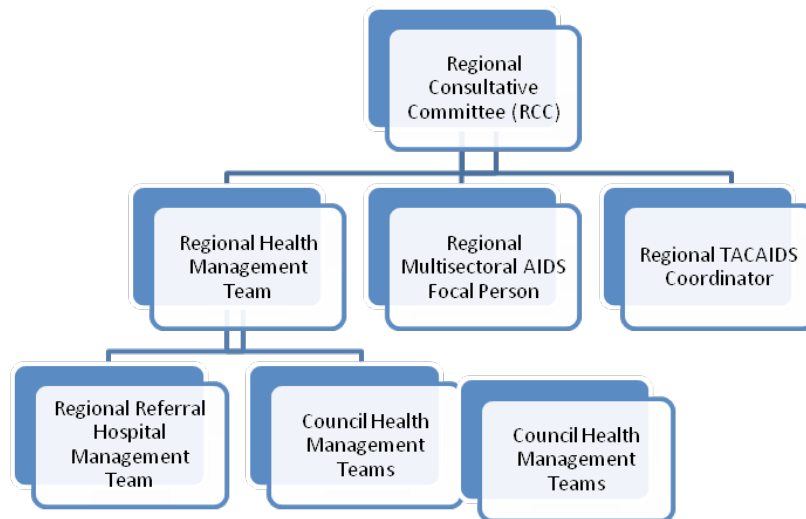 Regional
Consultative
Committee (RCC)
Regional Health
Management
Team
Regional
Multisectoral AIDS
Focal Person
Regional TACAIDS
Coordinator
Regional Referral
Hospital
Management
Team
Council Health
Management
Teams
Council Health
Management
Teams